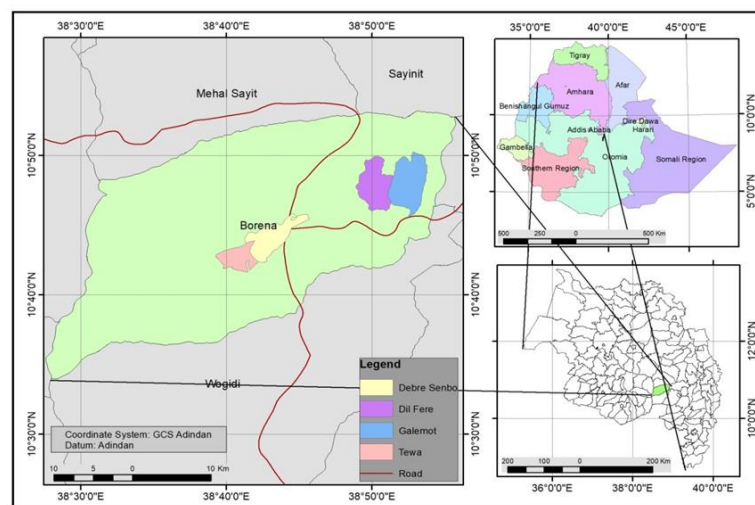 38°30'0"E
38°40'0"E
38°50'0"E
10°50'0"N
10°40'0"N
10°30'0"N
Mehal Sayit
Sayinit
Borena
Wogidi
Coordinate System: GCS Adindan
Datum: Adindan
10 5 0 10 Km
Legend
Debre Senbo
Dil Fere
Galemot
Tewa
Road
38°30'0"E
38°40'0"E
38°50'0"E
35°0'0"E
40°0'0"E
45°0'0"E
Tigray
Afar
Amhara
Benishangul Gumuz
Dire Dawa
Addis Ababa
Harari
Gambella
Oromia
Southern Region
Somali Region
10°0'0"N
5°0'0"N
500 250 0 500 Km
12°0'0"N
10°0'0"N
200 100 0 200 Km
36°0'0"E
38°0'0"E
40°0'0"E